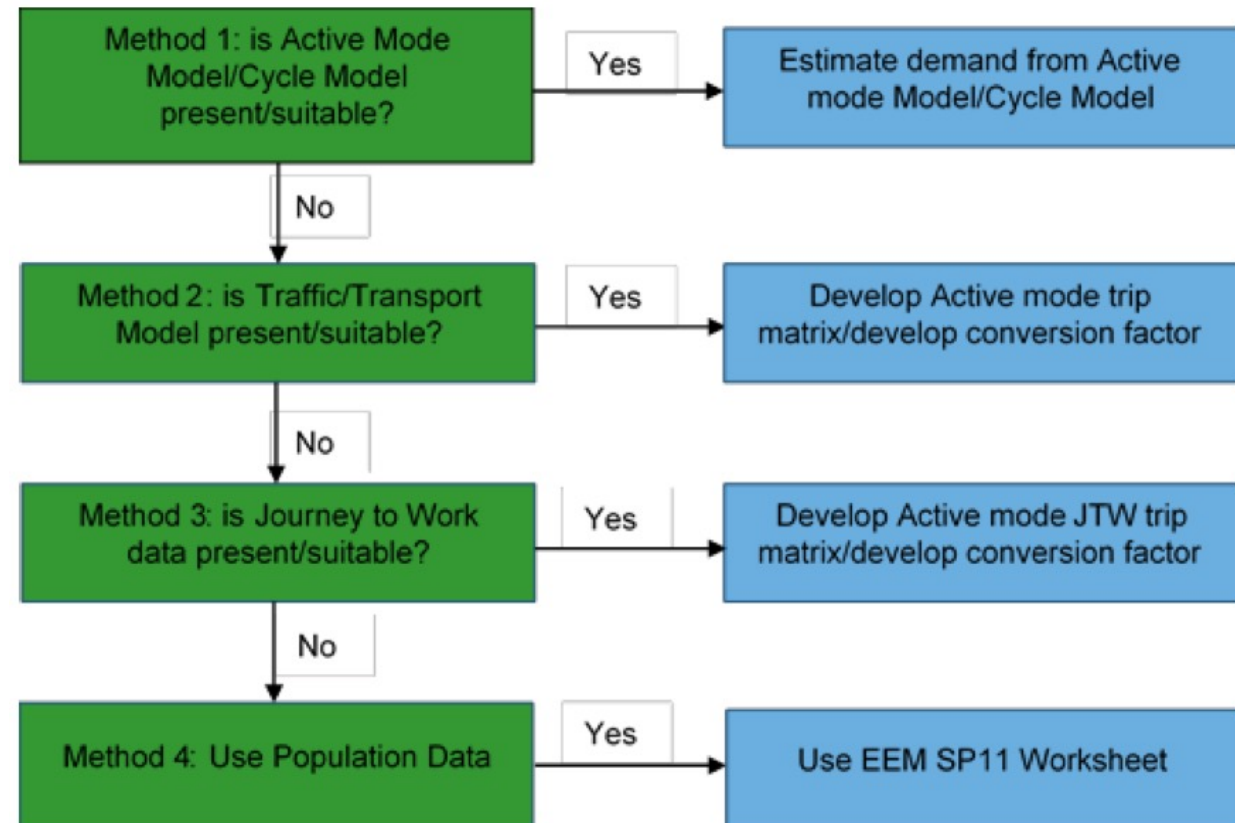 Method 1: is Active Mode
Model/Cycle Model
present/suitable?
Yes
Estimate demand from Active
mode Model/Cycle Model
No
Method 2: is Traffic/Transport
Model present/suitable?
Yes
Develop Active mode trip
matrix/develop conversion factor
No
Method 3: is Journey to Work
data present/suitable?
Yes
Develop Active mode JTW trip
matrix/develop conversion factor
No
Method 4: Use Population Data
Yes
Use EEM SP11 Worksheet